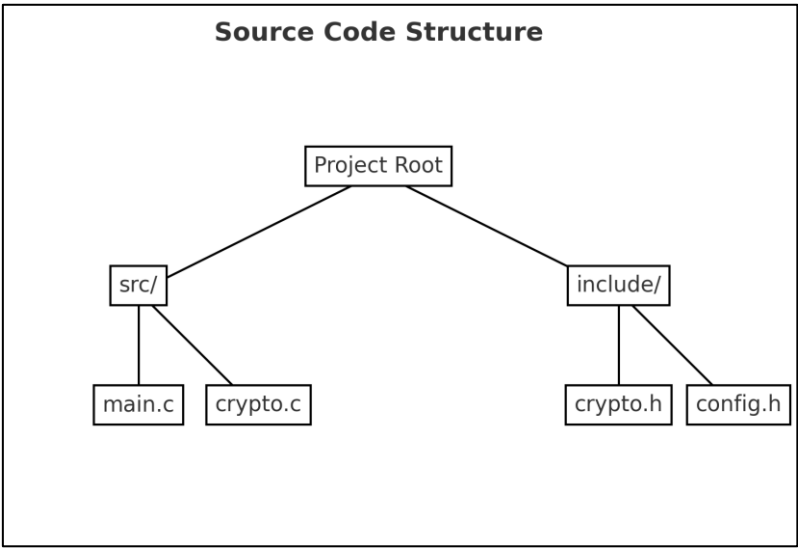 Source Code Structure
Project Root
src/
include/
main.c
crypto.c
crypto.h
config.h